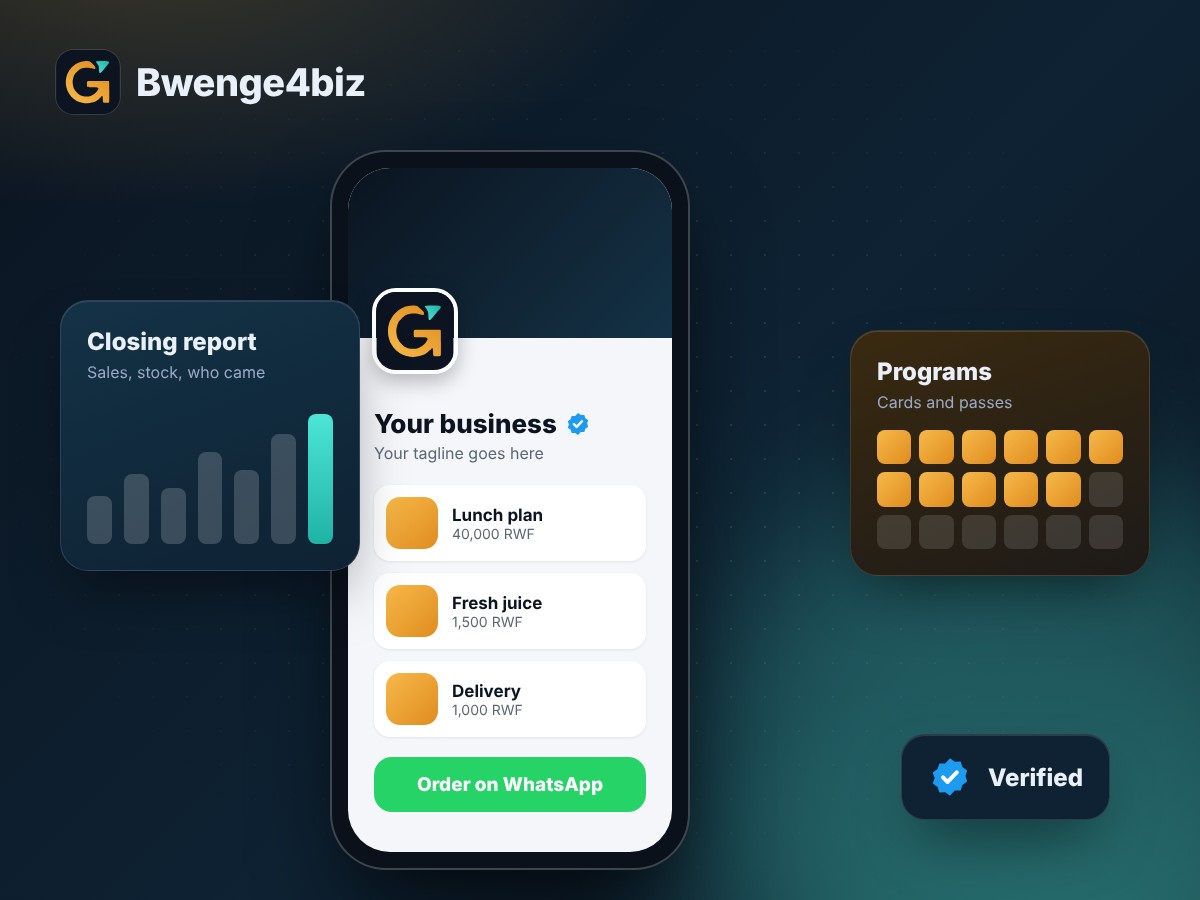 Bwenge4biz
Closing report
Sales, stock, who came
Your business
Your tagline goes here
Lunch plan
40,000 RWF
Fresh juice
1,500 RWF
Delivery
1,000 RWF
Order on WhatsApp
Programs
Cards and passes
Verified